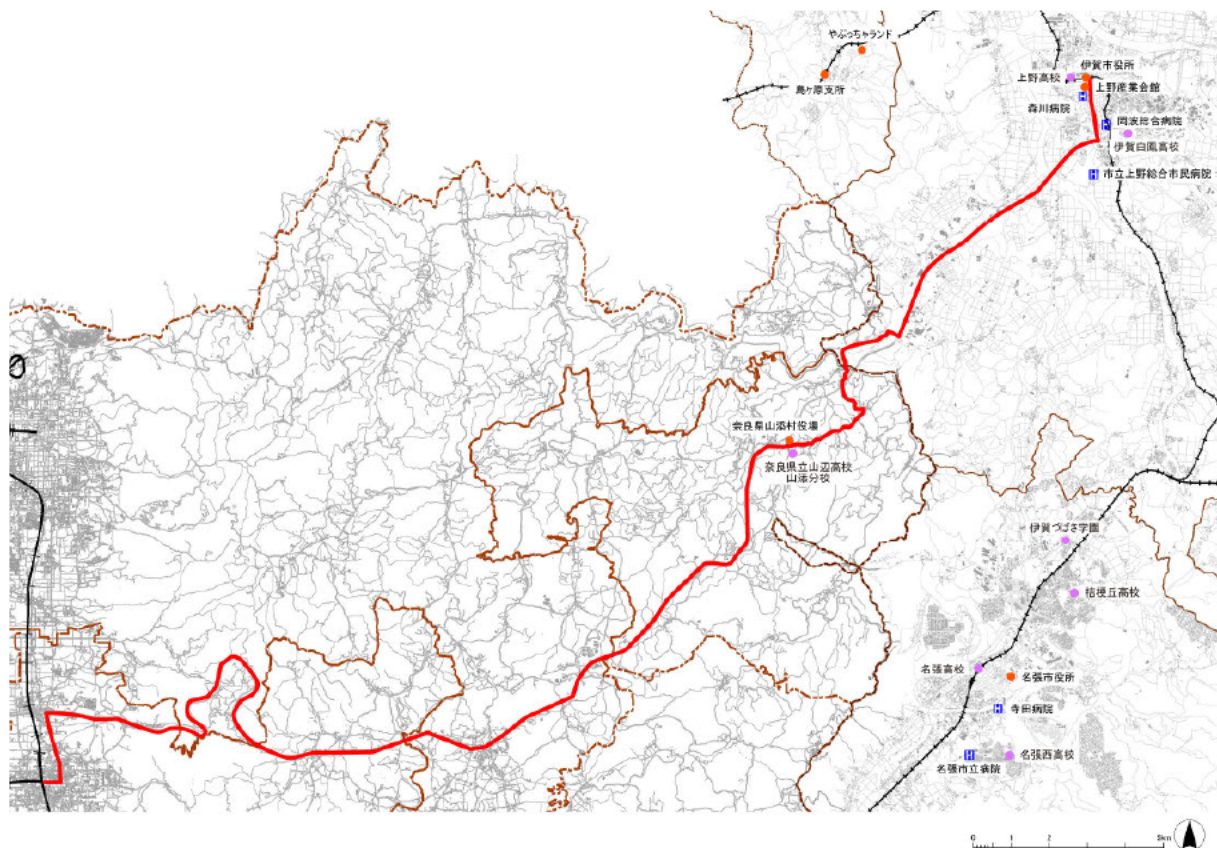 やぶっちゃランド
島ヶ原支所
伊賀市役所
上野高校
上野産業会館
森川病院
岡波総合病院
伊賀白鳳高校
市立上野総合市民病院
奈良県山添村役場
奈良県立山辺高校
山添分校
伊賀つばさ学園
桔梗丘高校
名張高校
名張市役所
寺田病院
名張西高校
名張市立病院
0 1 2 5km